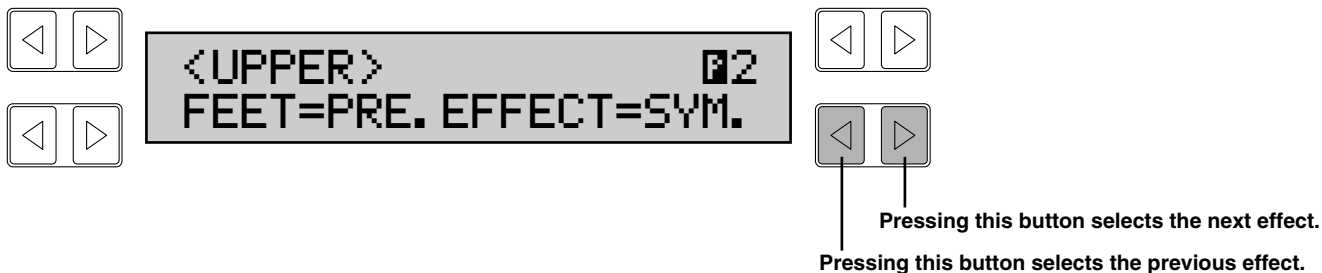 <UPPER> P2
FEET=PRE. EFFECT=SYM.
Pressing this button selects the next effect.
Pressing this button selects the previous effect.